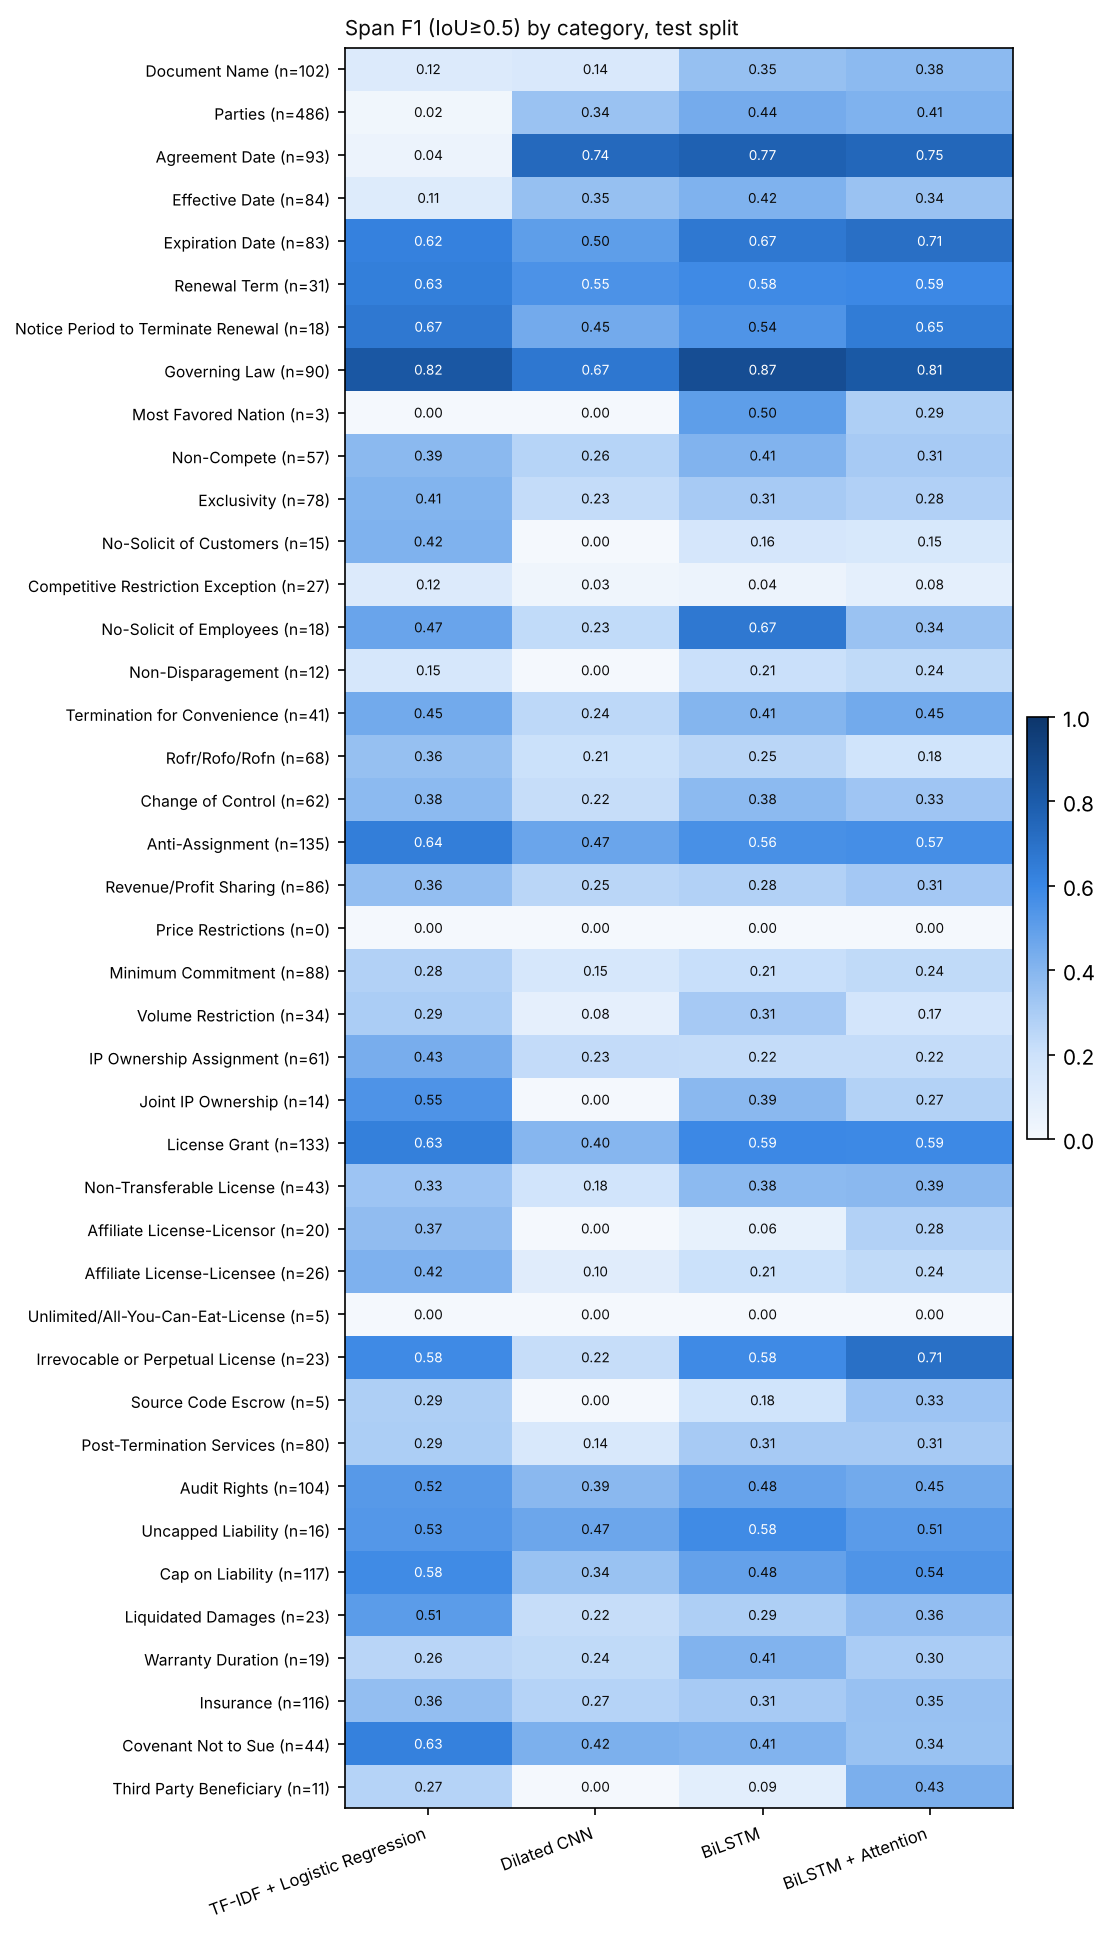 Span F1 (IoU≥0.5) by category, test split
Document Name (n=102) 0.12 0.14 0.35 0.38
Parties (n=486) 0.02 0.34 0.44 0.41
Agreement Date (n=93) 0.04 0.74 0.77 0.75
Effective Date (n=84) 0.11 0.35 0.42 0.34
Expiration Date (n=83) 0.62 0.50 0.67 0.71
Renewal Term (n=31) 0.63 0.55 0.58 0.59
Notice Period to Terminate Renewal (n=18) 0.67 0.45 0.54 0.65
Governing Law (n=90) 0.82 0.67 0.87 0.81
Most Favored Nation (n=3) 0.00 0.00 0.50 0.29
Non-Compete (n=57) 0.39 0.26 0.41 0.31
Exclusivity (n=78) 0.41 0.23 0.31 0.28
No-Solicit of Customers (n=15) 0.42 0.00 0.16 0.15
Competitive Restriction Exception (n=27) 0.12 0.03 0.04 0.08
No-Solicit of Employees (n=18) 0.47 0.23 0.67 0.34
Non-Disparagement (n=12) 0.15 0.00 0.21 0.24
Termination for Convenience (n=41) 0.45 0.24 0.41 0.45
Rofr/Rofo/Rofn (n=68) 0.36 0.21 0.25 0.18
Change of Control (n=62) 0.38 0.22 0.38 0.33
Anti-Assignment (n=135) 0.64 0.47 0.56 0.57
Revenue/Profit Sharing (n=86) 0.36 0.25 0.28 0.31
Price Restrictions (n=0) 0.00 0.00 0.00 0.00
Minimum Commitment (n=88) 0.28 0.15 0.21 0.24
Volume Restriction (n=34) 0.29 0.08 0.31 0.17
IP Ownership Assignment (n=61) 0.43 0.23 0.22 0.22
Joint IP Ownership (n=14) 0.55 0.00 0.39 0.27
License Grant (n=133) 0.63 0.40 0.59 0.59
Non-Transferable License (n=43) 0.33 0.18 0.38 0.39
Affiliate License-Licensor (n=20) 0.37 0.00 0.06 0.28
Affiliate License-Licensee (n=26) 0.42 0.10 0.21 0.24
Unlimited/All-You-Can-Eat-License (n=5) 0.00 0.00 0.00 0.00
Irrevocable or Perpetual License (n=23) 0.58 0.22 0.58 0.71
Source Code Escrow (n=5) 0.29 0.00 0.18 0.33
Post-Termination Services (n=80) 0.29 0.14 0.31 0.31
Audit Rights (n=104) 0.52 0.39 0.48 0.45
Uncapped Liability (n=16) 0.53 0.47 0.58 0.51
Cap on Liability (n=117) 0.58 0.34 0.48 0.54
Liquidated Damages (n=23) 0.51 0.22 0.29 0.36
Warranty Duration (n=19) 0.26 0.24 0.41 0.30
Insurance (n=116) 0.36 0.27 0.31 0.35
Covenant Not to Sue (n=44) 0.63 0.42 0.41 0.34
Third Party Beneficiary (n=11) 0.27 0.00 0.09 0.43
TF-IDF + Logistic Regression
Dilated CNN
BiLSTM
BiLSTM + Attention
1.0
0.8
0.6
0.4
0.2
0.0